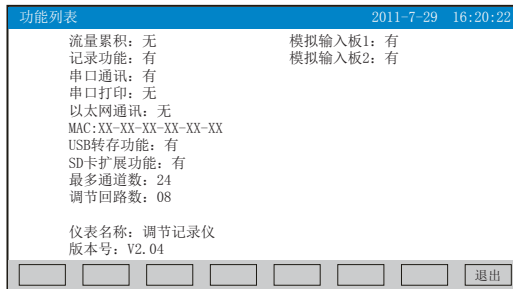 功能列表 2011-7-29 16:20:22
流量累积：无 模拟输入板1：有
记录功能：有 模拟输入板2：有
串口通讯：有
串口打印：无
以太网通讯：无
MAC:XX-XX-XX-XX-XX-XX
USB转存功能：有
SD卡扩展功能：有
最多通道数：24
调节回路数：08
仪表名称：调节记录仪
版本号：V2.04
退出